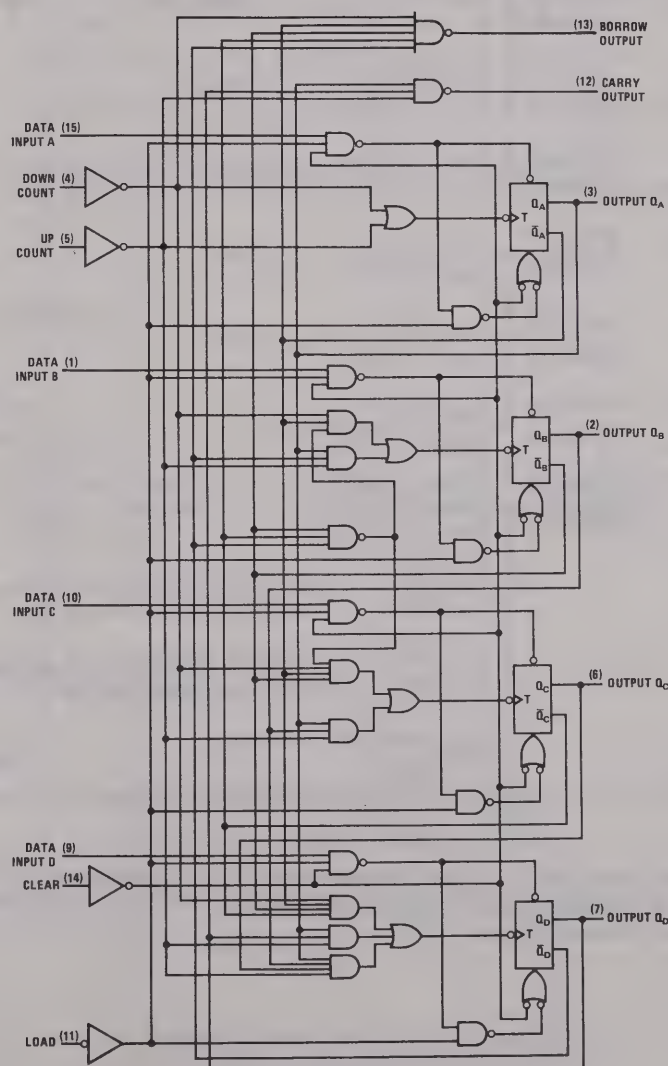 (13) BORROW
OUTPUT
(12) CARRY
OUTPUT
DATA (15)
INPUT A
DOWN (4)
COUNT
UP (5)
COUNT
T
QA
Q̄A
(3) OUTPUT QA
DATA (1)
INPUT B
T
QB
Q̄B
(2) OUTPUT QB
DATA (10)
INPUT C
T
QC
Q̄C
(6) OUTPUT QC
DATA (9)
INPUT D
CLEAR (14)
T
QD
Q̄D
(7) OUTPUT QD
LOAD (11)